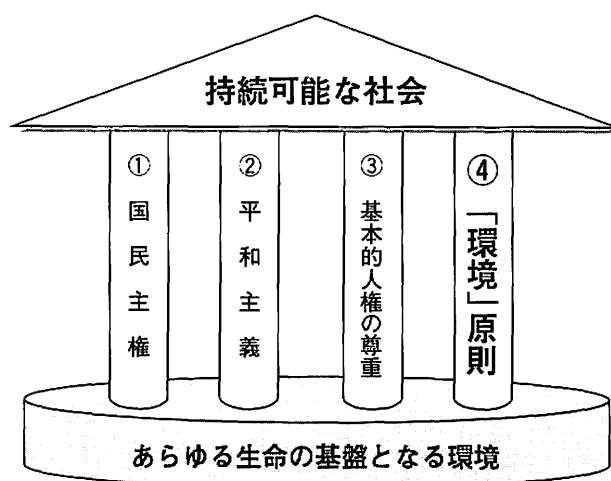 持続可能な社会
①国民主権
②平和主義
③基本的人権の尊重
④「環境」原則
あらゆる生命の基盤となる環境